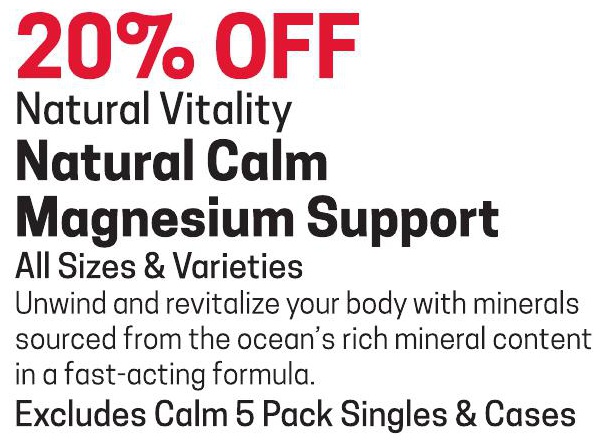 20% OFF
Natural Vitality
Natural Calm
Magnesium Support
All Sizes & Varieties
Unwind and revitalize your body with minerals
sourced from the ocean's rich mineral content
in a fast-acting formula.
Excludes Calm 5 Pack Singles & Cases